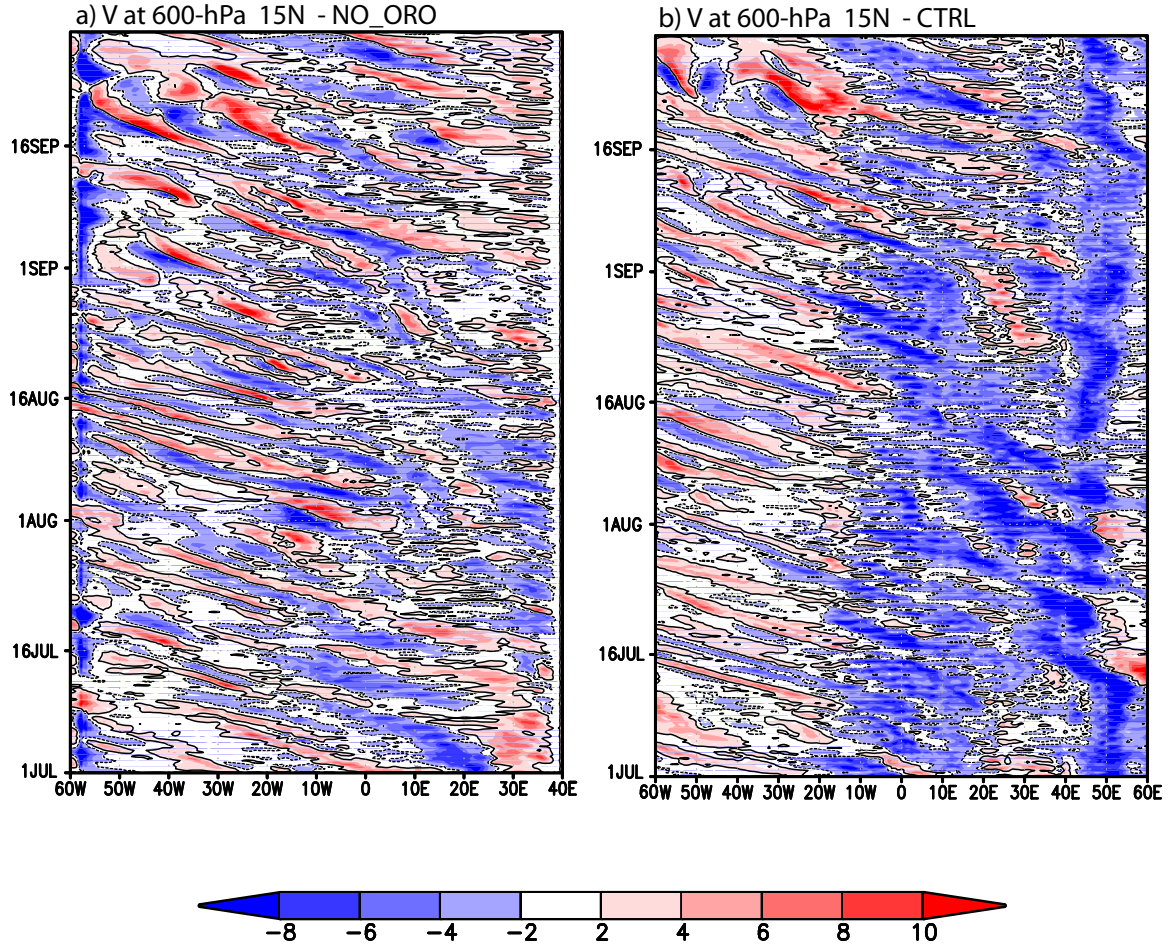 a) V at 600-hPa 15N - NO_ORO
b) V at 600-hPa 15N - CTRL
16SEP
1SEP
16AUG
1AUG
16JUL
1JUL
60W 50W 40W 30W 20W 10W 0 10E 20E 30E 40E
16SEP
1SEP
16AUG
1AUG
16JUL
1JUL
60W 50W 40W 30W 20W 10W 0 10E 20E 30E 40E 50E 60E
−8 −6 −4 −2 2 4 6 8 10